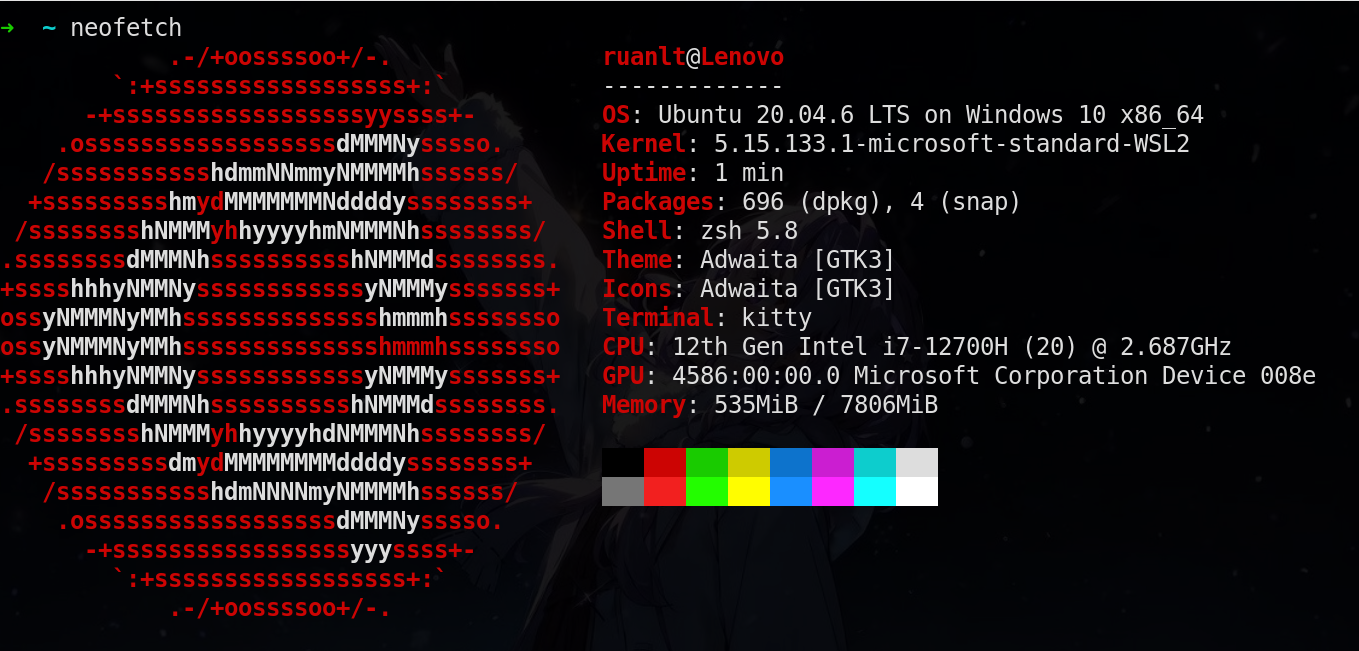 →  ~ neofetch
            .-/+oossssoo+/-.               ruanlt@Lenovo
        `:+ssssssssssssssssss+:`           -------------
      -+ssssssssssssssssssyyssss+-         OS: Ubuntu 20.04.6 LTS on Windows 10 x86_64
    .ossssssssssssssssssdMMMNysssso.       Kernel: 5.15.133.1-microsoft-standard-WSL2
   /ssssssssssshdmmNNmmyNMMMMhssssss/      Uptime: 1 min
  +ssssssssshmydMMMMMMMNddddyssssssss+     Packages: 696 (dpkg), 4 (snap)
 /sssssssshNMMMyhhyyyyhmNMMMNhssssssss/    Shell: zsh 5.8
.ssssssssdMMMNhsssssssssshNMMMdssssssss.   Theme: Adwaita [GTK3]
+sssshhhyNMMNyssssssssssssyNMMMysssssss+   Icons: Adwaita [GTK3]
ossyNMMMNyMMhsssssssssssssshmmmhssssssso   Terminal: kitty
ossyNMMMNyMMhsssssssssssssshmmmhssssssso   CPU: 12th Gen Intel i7-12700H (20) @ 2.687GHz
+sssshhhyNMMNyssssssssssssyNMMMysssssss+   GPU: 4586:00:00.0 Microsoft Corporation Device 008e
.ssssssssdMMMNhsssssssssshNMMMdssssssss.   Memory: 535MiB / 7806MiB
 /sssssssshNMMMyhhyyyyhdNMMMNhssssssss/
  +sssssssssdmydMMMMMMMMddddyssssssss+
   /ssssssssssshdmNNNNmyNMMMMhssssss/
    .ossssssssssssssssssdMMMNysssso.
      -+sssssssssssssssssyyyssss+-
        `:+ssssssssssssssssss+:`
            .-/+oossssoo+/-.